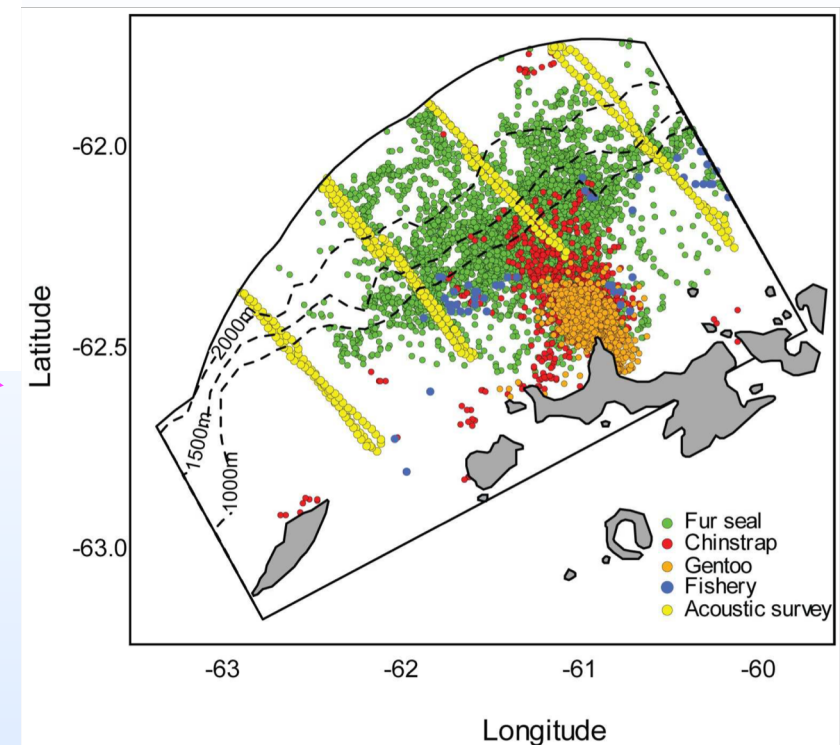 -62.0
-62.5
-63.0
Latitude
2000m
1500m
1000m
Fur seal
Chinstrap
Gentoo
Fishery
Acoustic survey
-63 -62 -61 -60
Longitude